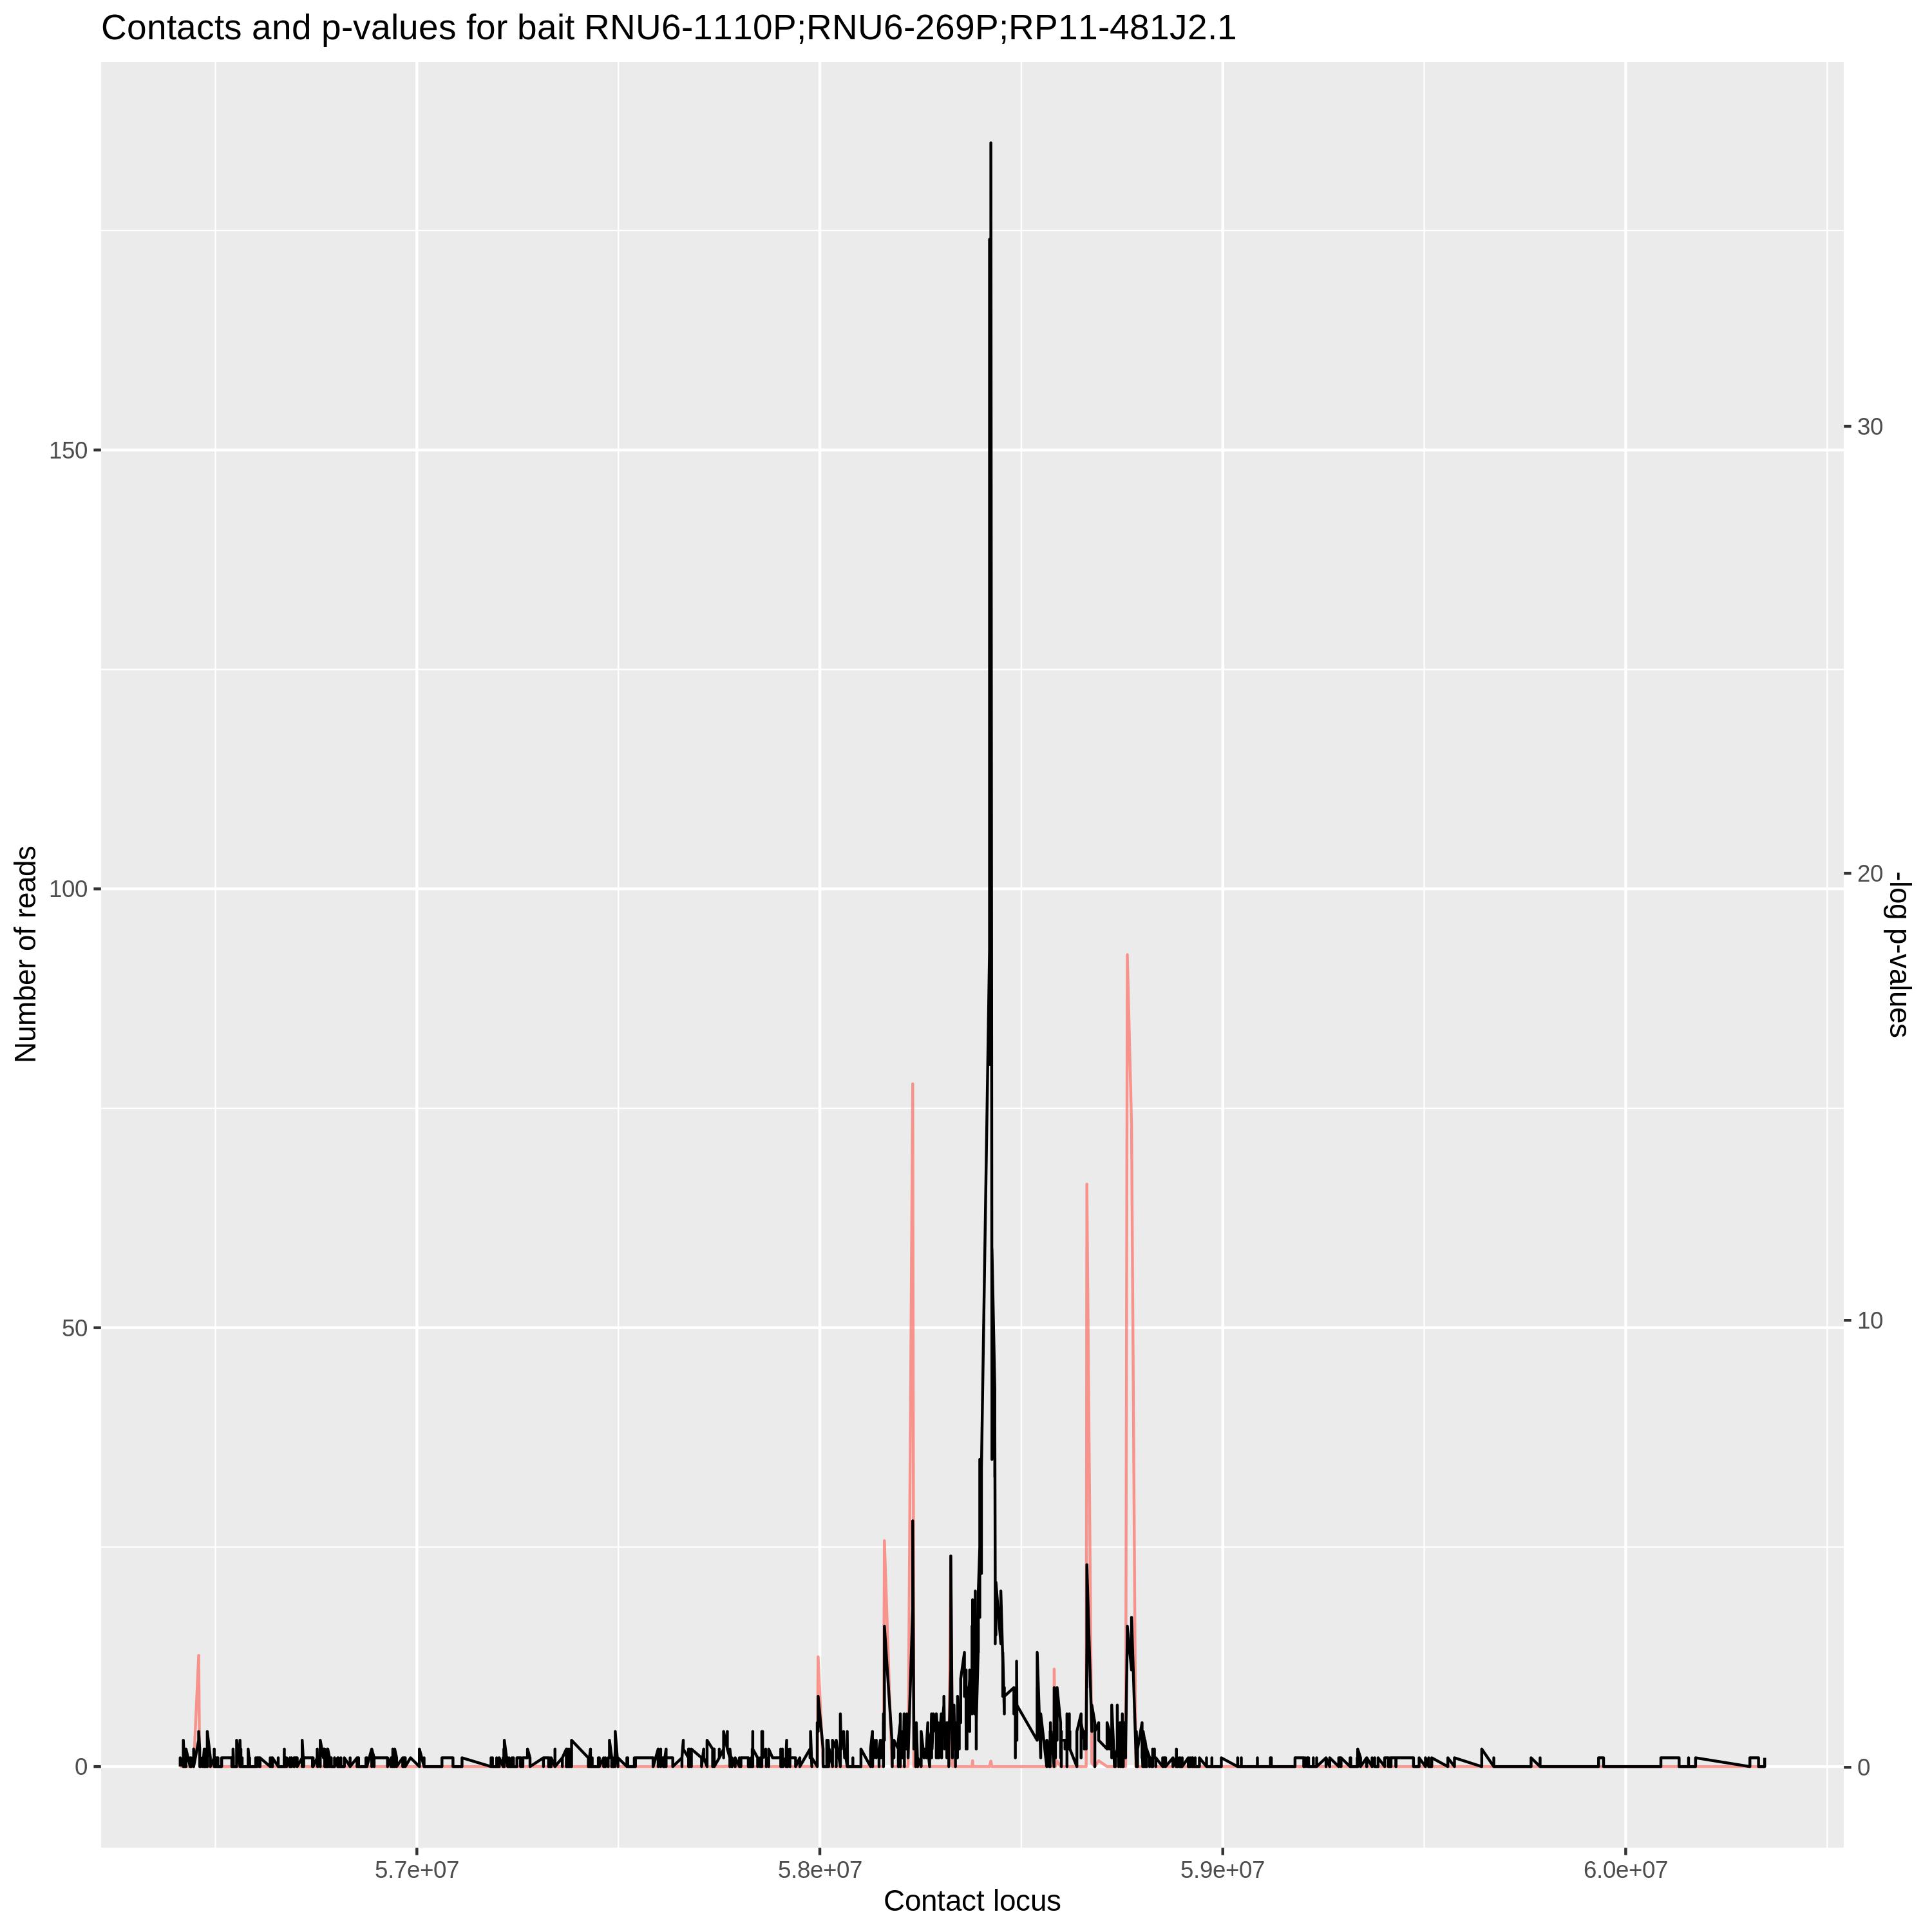 Contacts and p-values for bait RNU6-1110P;RNU6-269P;RP11-481J2.1
150
100
50
0
Number of reads
30
20
10
0
-log p-values
5.7e+07
5.8e+07
5.9e+07
6.0e+07
Contact locus